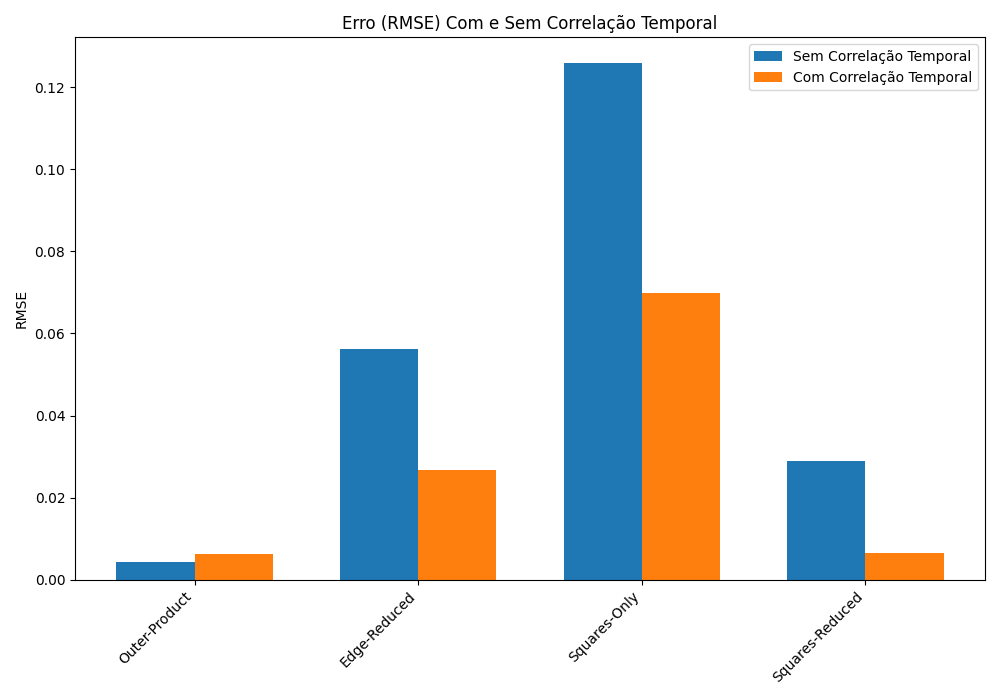 Erro (RMSE) Com e Sem Correlação Temporal
Sem Correlação Temporal
Com Correlação Temporal
RMSE
0.12
0.10
0.08
0.06
0.04
0.02
0.00
Outer-Product
Edge-Reduced
Squares-Only
Squares-Reduced